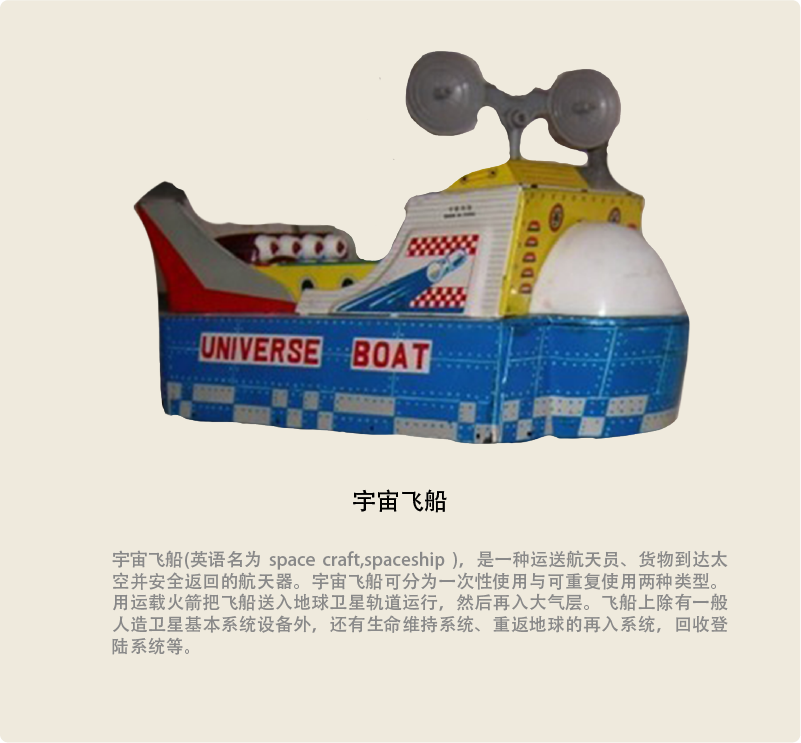 UNIVERSE BOAT
宇宙飞船
宇宙飞船(英语名为 space craft,spaceship )，是一种运送航天员、货物到达太
空并安全返回的航天器。宇宙飞船可分为一次性使用与可重复使用两种类型。
用运载火箭把飞船送入地球卫星轨道运行，然后再入大气层。飞船上除有一般
人造卫星基本系统设备外，还有生命维持系统、重返地球的再入系统，回收登
陆系统等。